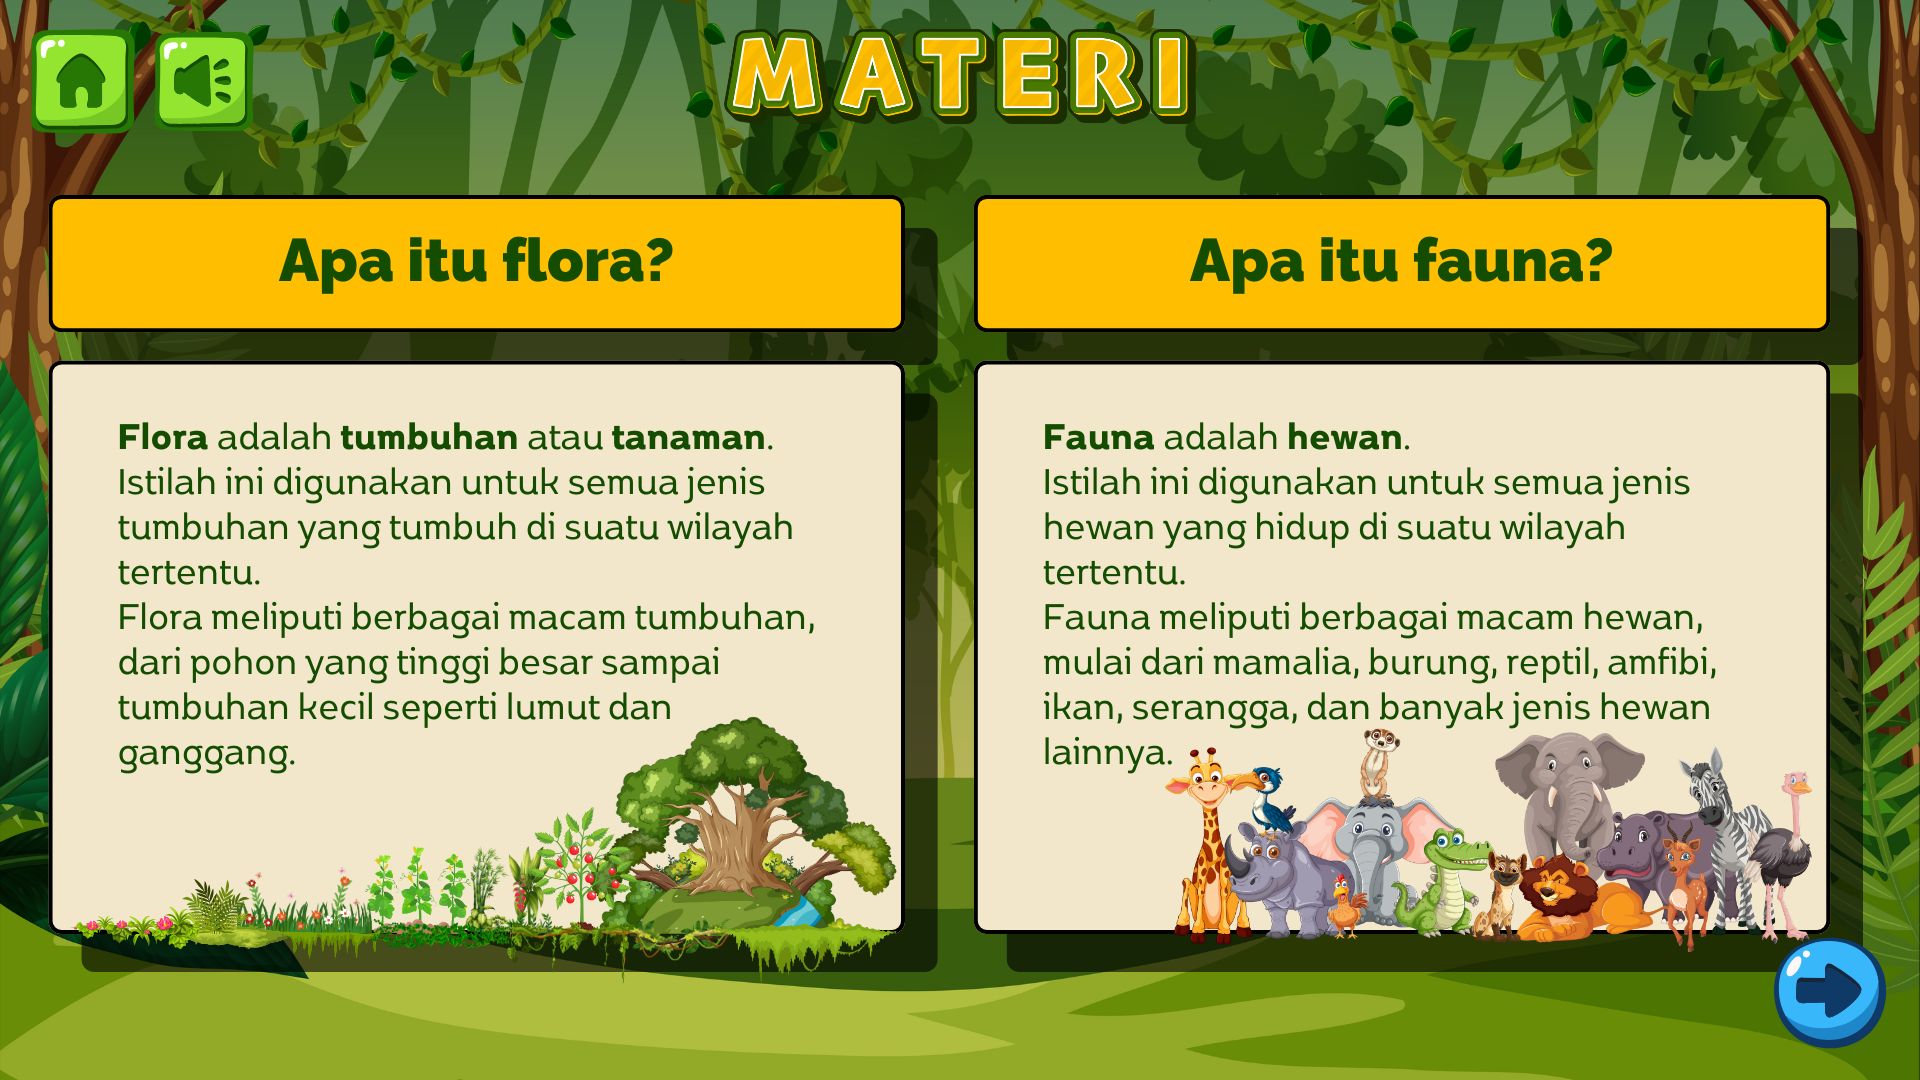 MATERI
Apa itu flora?
Flora adalah tumbuhan atau tanaman.
Istilah ini digunakan untuk semua jenis
tumbuhan yang tumbuh di suatu wilayah
tertentu.
Flora meliputi berbagai macam tumbuhan,
dari pohon yang tinggi besar sampai
tumbuhan kecil seperti lumut dan
ganggang.
Apa itu fauna?
Fauna adalah hewan.
Istilah ini digunakan untuk semua jenis
hewan yang hidup di suatu wilayah
tertentu.
Fauna meliputi berbagai macam hewan,
mulai dari mamalia, burung, reptil, amfibi,
ikan, serangga, dan banyak jenis hewan
lainnya.